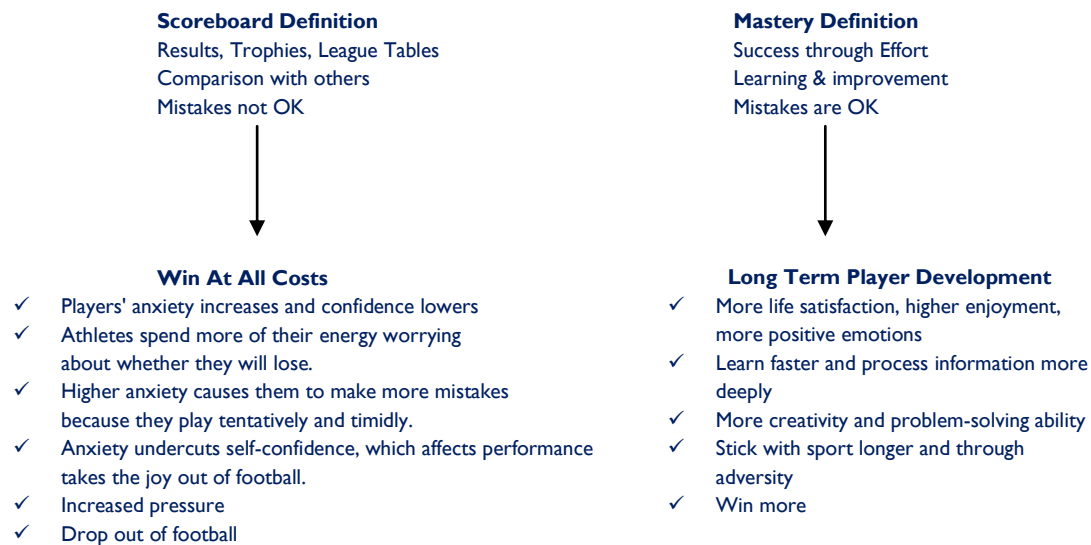 Scoreboard Definition
Results, Trophies, League Tables
Comparison with others
Mistakes not OK
Win At All Costs
✓ Players' anxiety increases and confidence lowers
✓ Athletes spend more of their energy worrying
about whether they will lose.
✓ Higher anxiety causes them to make more mistakes
because they play tentatively and timidly.
✓ Anxiety undercuts self-confidence, which affects performance
takes the joy out of football.
✓ Increased pressure
✓ Drop out of football
Mastery Definition
Success through Effort
Learning & improvement
Mistakes are OK
Long Term Player Development
✓ More life satisfaction, higher enjoyment,
more positive emotions
✓ Learn faster and process information more
deeply
✓ More creativity and problem-solving ability
✓ Stick with sport longer and through
adversity
✓ Win more